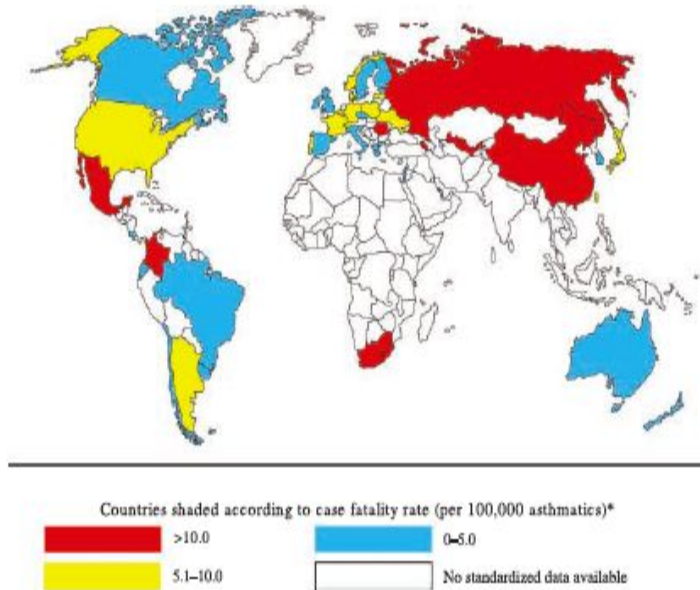 Countries shaded according to case fatality rate (per 100,000 asthmatics)*
>10.0
0–5.0
5.1–10.0
No standardized data available